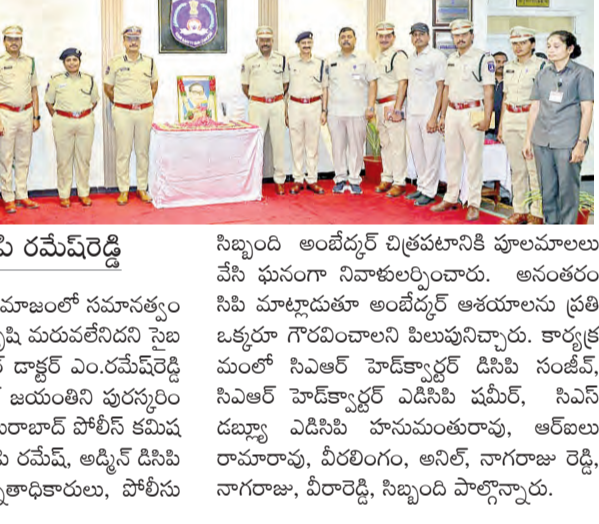 పి రమేష్‌రెడ్డి
మాజంలో సమానత్వం
షి మరువలేనిదని సైబ
ర్ డాక్టర్ ఎం.రమేష్‌రెడ్డి
జయంతిని పురస్కరిం
రాబాద్ పోలీస్ కమిష
పి రమేష్, అడ్మిన్ డిసిపి
న్నతాధికారులు, పోలీసు
సిబ్బంది అంబేద్కర్ చిత్రపటానికి పూలమాలలు
వేసి ఘనంగా నివాళులర్పించారు. అనంతరం
సిపి మాట్లాడుతూ అంబేద్కర్ ఆశయాలను ప్రతి
ఒక్కరూ గౌరవించాలని పిలుపునిచ్చారు. కార్యక్ర
మంలో సిఎఆర్ హెడ్‌క్వార్టర్ డిసిపి సంజీవ్,
సిఎఆర్ హెడ్‌క్వార్టర్ ఎడిసిపి షమీర్, సిఎస్
డబ్ల్యూ ఎడిసిపి హనుమంతురావు, ఆర్ఐలు
రామారావు, వీరలింగం, అనిల్, నాగరాజు రెడ్డి,
నాగరాజు, వీరారెడ్డి, సిబ్బంది పాల్గొన్నారు.